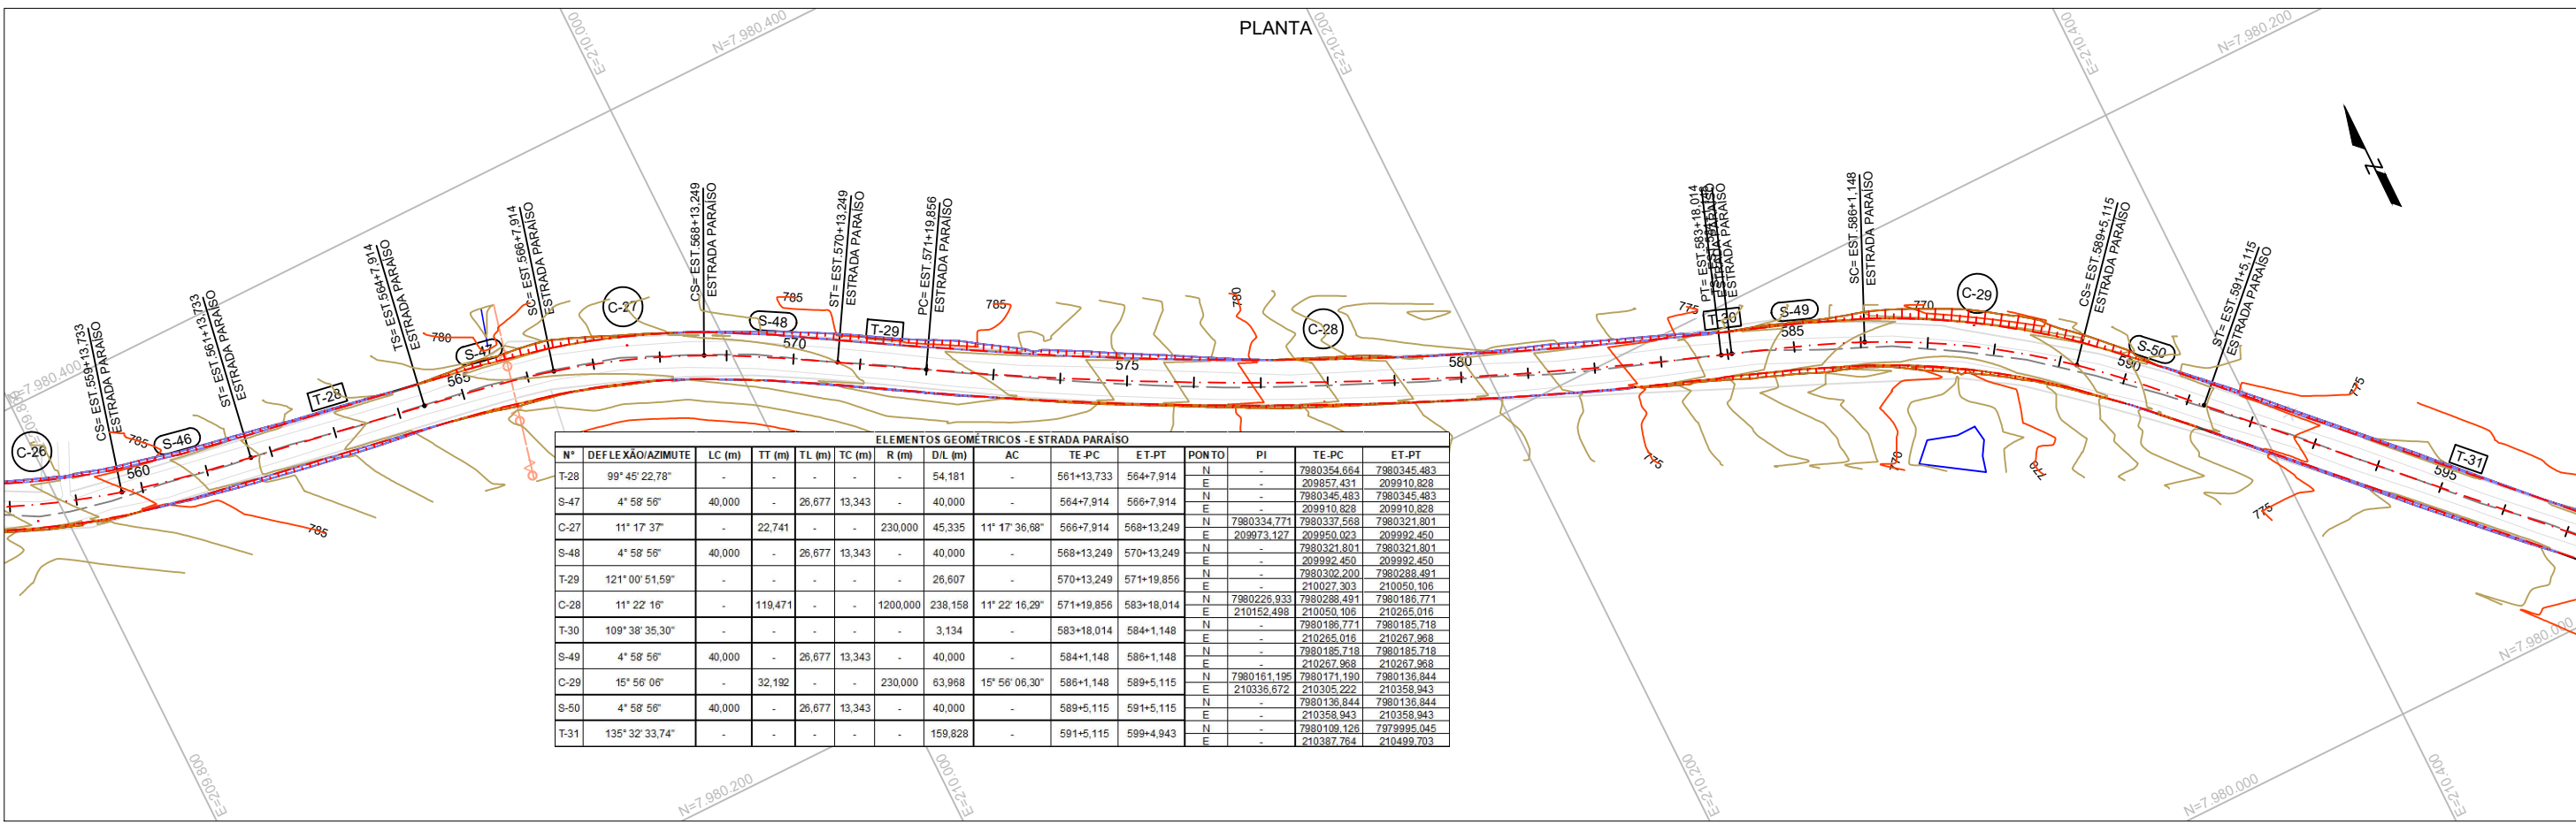 PLANTA
E=210.000
N=7.980.400
E=210.200
E=210.400
N=7.980.200
N
CS= EST.559+13,733
ESTRADA PARAÍSO
ST= EST.561+13,733
ESTRADA PARAÍSO
TS= EST.564+7,914
ESTRADA PARAÍSO
SC= EST.566+7,914
ESTRADA PARAÍSO
CS= EST.568+13,249
ESTRADA PARAÍSO
ST= EST.570+13,249
ESTRADA PARAÍSO
PC= EST.571+19,856
ESTRADA PARAÍSO
PT= EST.583+18,014
ESTRADA PARAÍSO
ESTRADA PARAÍSO
SC= EST.586+1,148
ESTRADA PARAÍSO
CS= EST.589+5,115
ESTRADA PARAÍSO
ST= EST.591+5,115
ESTRADA PARAÍSO
C-26
S-46
T-28
S-47
C-27
S-48
T-29
C-28
T-30
S-49
C-29
S-50
T-31
560
565
570
575
580
585
590
595
785
785
780
785
785
780
775
775
770
770
770
775
775
N=7.980.400
ELEMENTOS GEOMÉTRICOS - ESTRADA PARAÍSO
N° DEFLEXÃO/AZIMUTE LC (m) TT (m) TL (m) TC (m) R (m) D/L (m) AC TE-PC ET-PT PONTO PI TE-PC ET-PT
T-28 99° 45' 22,78" - - - - - 54,181 - 561+13,733 564+7,914 N - 7980354,664 7980345,483
E - 209857,431 209910,828
S-47 4° 58' 56" 40,000 - 26,677 13,343 - 40,000 - 564+7,914 566+7,914 N - 7980345,483 7980345,483
E - 209910,828 209910,828
C-27 11° 17' 37" - 22,741 - - 230,000 45,335 11° 17' 36,68" 566+7,914 568+13,249 N 7980334,771 7980337,568 7980321,801
E 209973,127 209950,023 209992,450
S-48 4° 58' 56" 40,000 - 26,677 13,343 - 40,000 - 568+13,249 570+13,249 N - 7980321,801 7980321,801
E - 209992,450 209992,450
T-29 121° 00' 51,59" - - - - - 26,607 - 570+13,249 571+19,856 N - 7980302,200 7980288,491
E - 210027,303 210050,106
C-28 11° 22' 16" - 119,471 - - 1200,000 238,158 11° 22' 16,29" 571+19,856 583+18,014 N 7980226,933 7980288,491 7980186,771
E 210152,498 210050,106 210265,016
T-30 109° 38' 35,30" - - - - - 3,134 - 583+18,014 584+1,148 N - 7980186,771 7980185,718
E - 210265,016 210267,968
S-49 4° 58' 56" 40,000 - 26,677 13,343 - 40,000 - 584+1,148 586+1,148 N - 7980185,718 7980185,718
E - 210267,968 210267,968
C-29 15° 56' 06" - 32,192 - - 230,000 63,968 15° 56' 06,30" 586+1,148 589+5,115 N 7980161,195 7980171,190 7980136,844
E 210336,672 210305,222 210358,943
S-50 4° 58' 56" 40,000 - 26,677 13,343 - 40,000 - 589+5,115 591+5,115 N - 7980136,844 7980136,844
E - 210358,943 210358,943
T-31 135° 32' 33,74" - - - - - 159,828 - 591+5,115 599+4,943 N - 7980109,126 7979995,045
E - 210387,764 210499,703
E=209.800
N=7.980.200
E=210.000
E=210.200
N=7.980.000
E=210.400
N=7.980.000